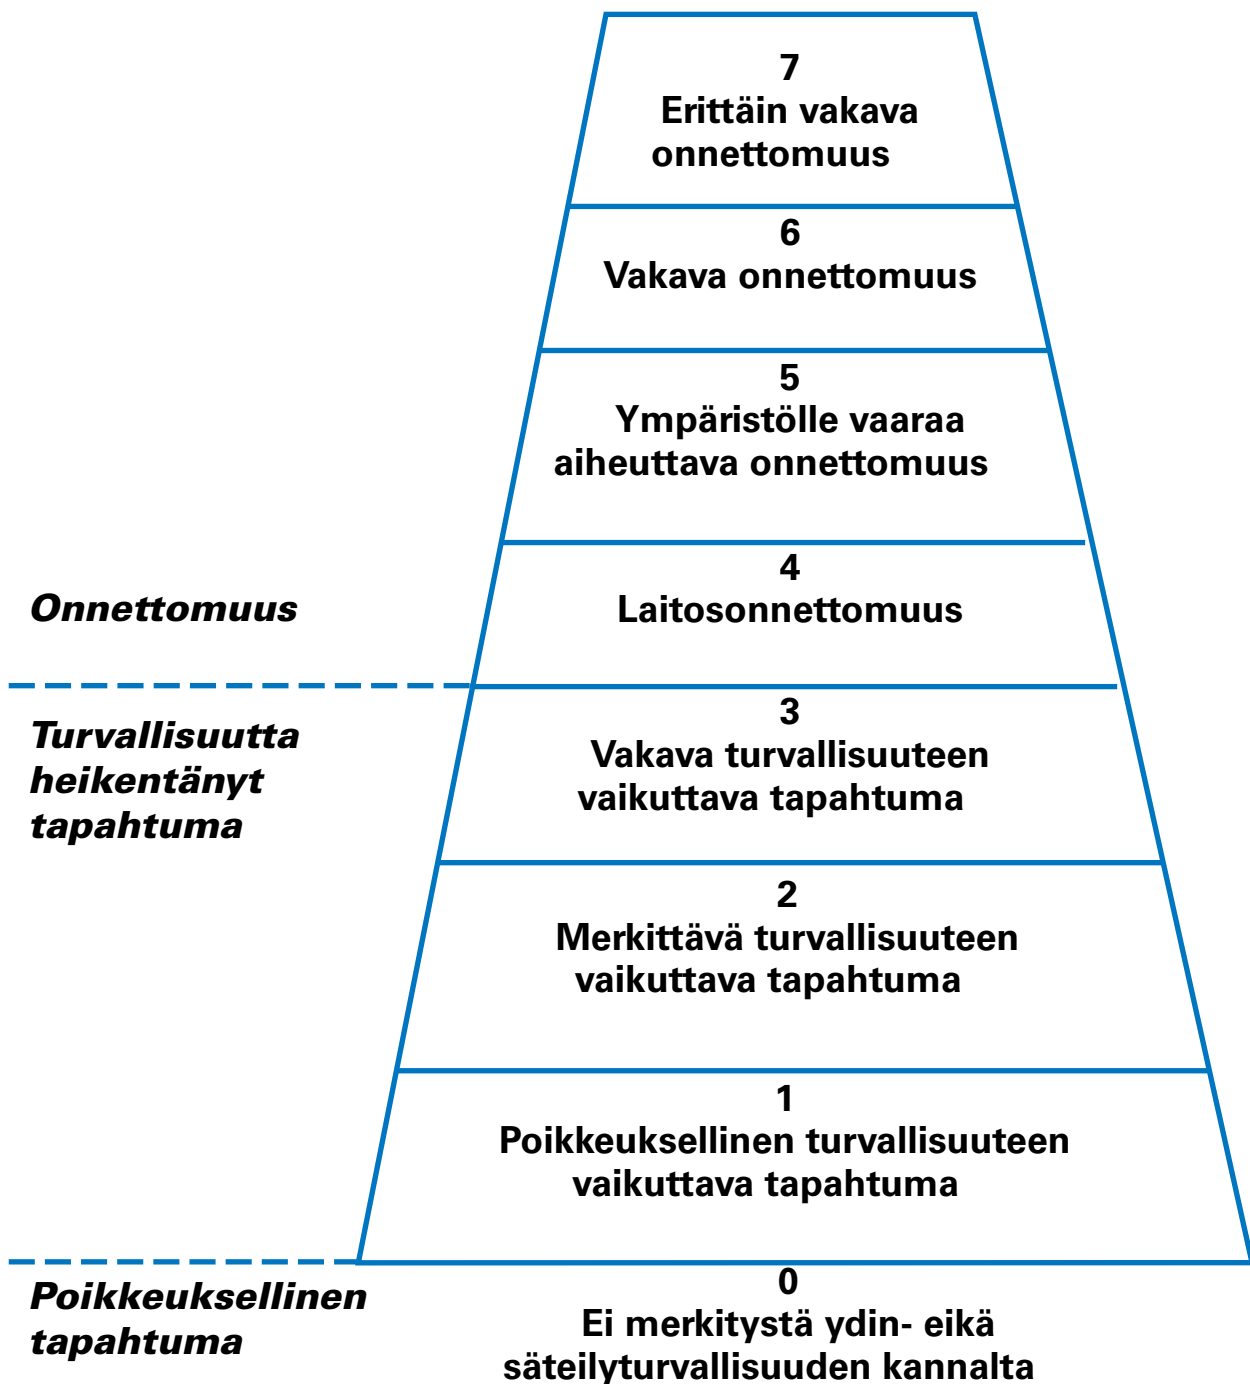 7
Erittäin vakava
onnettomuus
6
Vakava onnettomuus
5
Ympäristölle vaaraa
aiheuttava onnettomuus
4
Laitosonnettomuus
Onnettomuus
3
Vakava turvallisuuteen
vaikuttava tapahtuma
Turvallisuutta
heikentänyt
tapahtuma
2
Merkittävä turvallisuuteen
vaikuttava tapahtuma
1
Poikkeuksellinen turvallisuuteen
vaikuttava tapahtuma
0
Ei merkitystä ydin- eikä
säteilyturvallisuuden kannalta
Poikkeuksellinen
tapahtuma